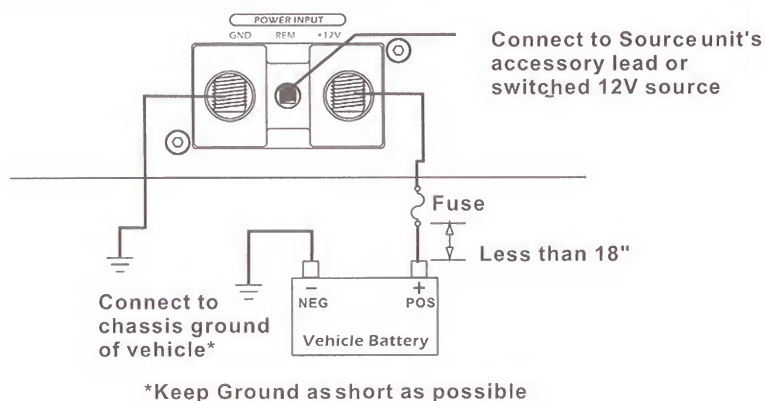 POWER INPUT
GND REM +12V
Connect to Source unit's
accessory lead or
switched 12V source
Fuse
Less than 18"
Connect to
chassis ground
of vehicle*
− +
NEG POS
Vehicle Battery
*Keep Ground as short as possible